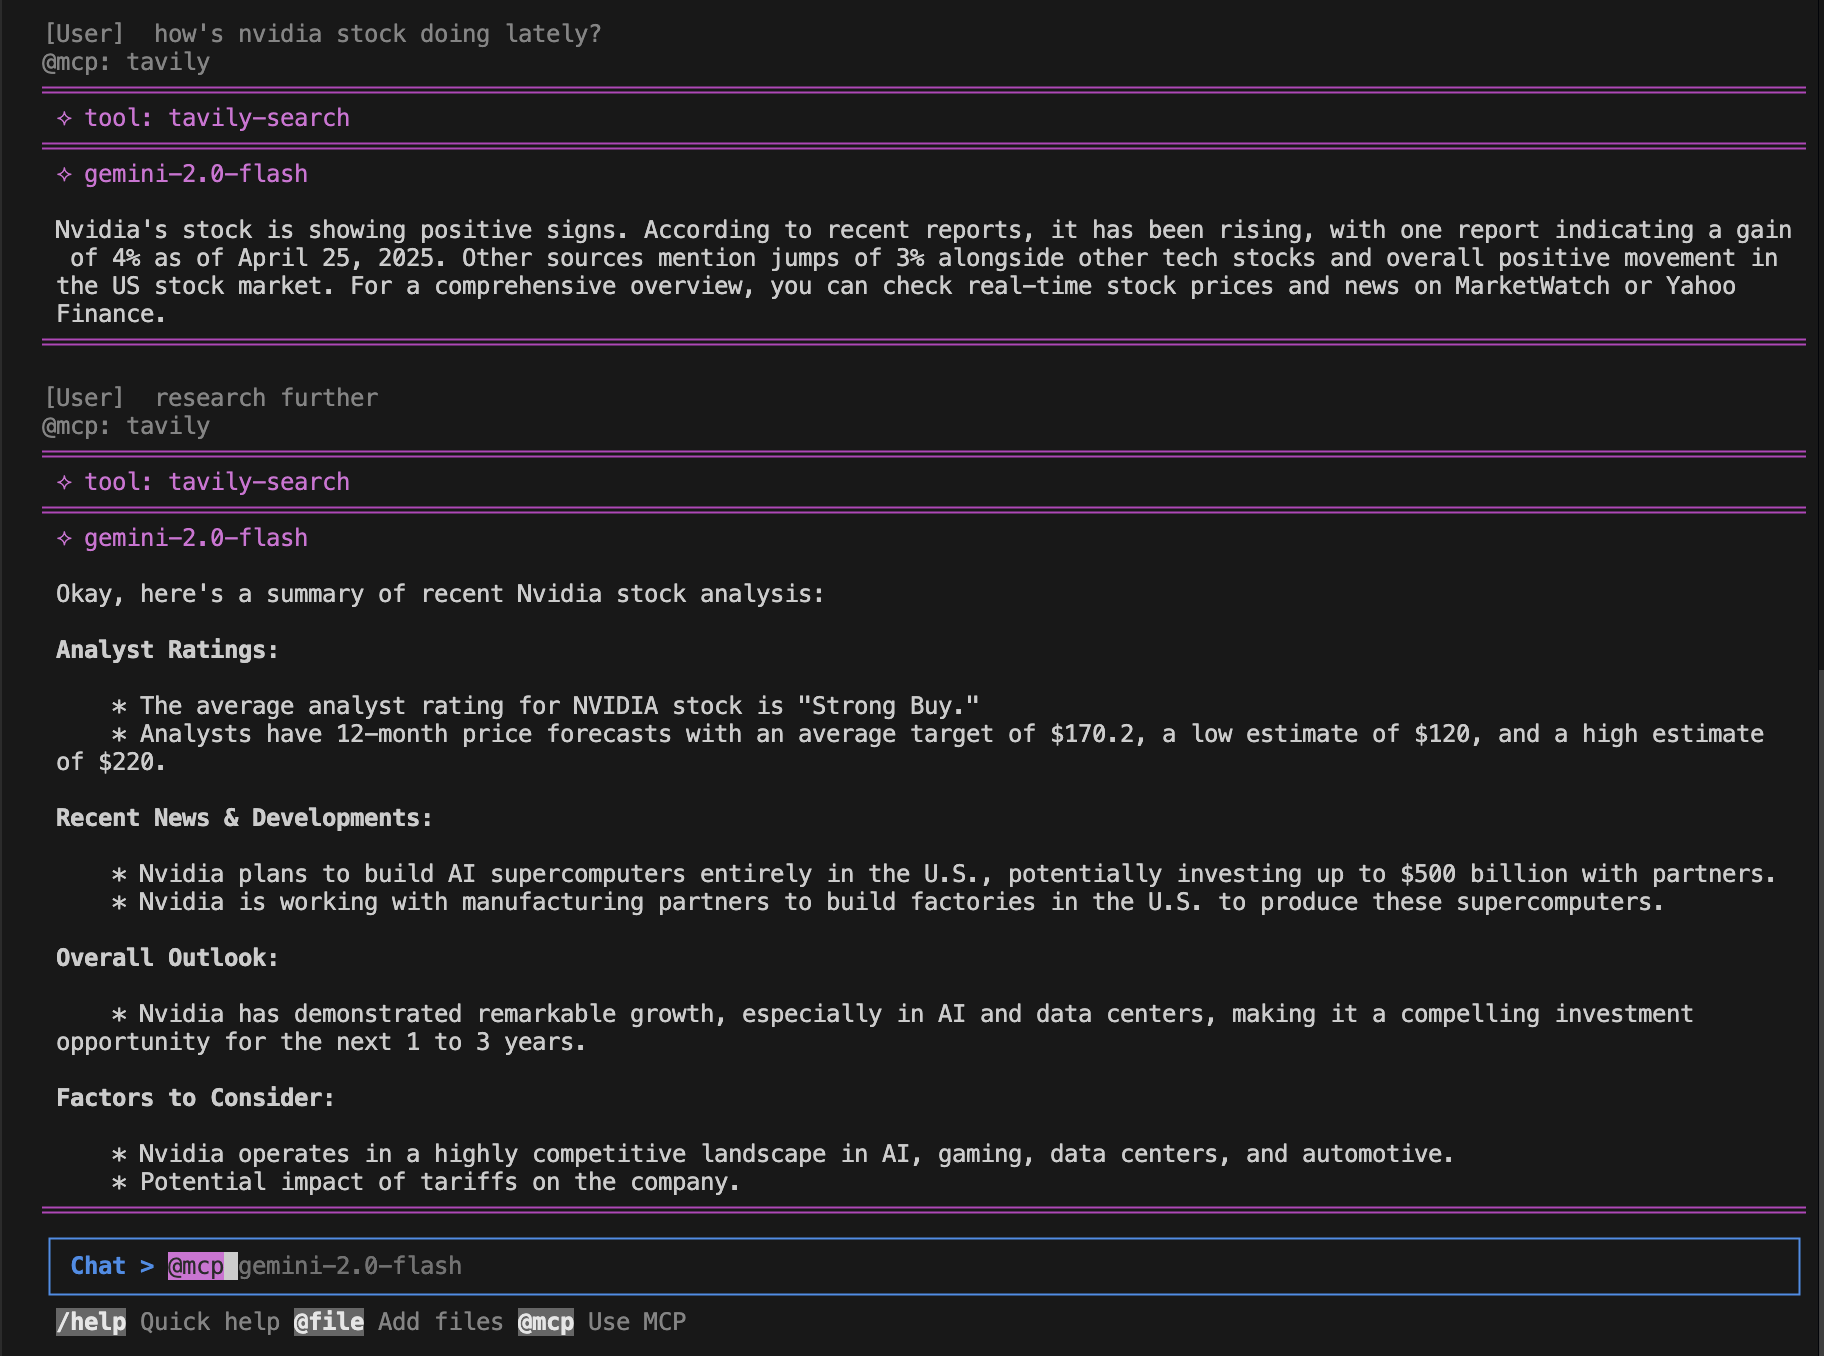 [User]  how's nvidia stock doing lately?
@mcp: tavily
✧ tool: tavily-search
✧ gemini-2.0-flash
Nvidia's stock is showing positive signs. According to recent reports, it has been rising, with one report indicating a gain
of 4% as of April 25, 2025. Other sources mention jumps of 3% alongside other tech stocks and overall positive movement in
the US stock market. For a comprehensive overview, you can check real-time stock prices and news on MarketWatch or Yahoo
Finance.
[User]  research further
@mcp: tavily
✧ tool: tavily-search
✧ gemini-2.0-flash
Okay, here's a summary of recent Nvidia stock analysis:
Analyst Ratings:
* The average analyst rating for NVIDIA stock is "Strong Buy."
* Analysts have 12-month price forecasts with an average target of $170.2, a low estimate of $120, and a high estimate
of $220.
Recent News & Developments:
* Nvidia plans to build AI supercomputers entirely in the U.S., potentially investing up to $500 billion with partners.
* Nvidia is working with manufacturing partners to build factories in the U.S. to produce these supercomputers.
Overall Outlook:
* Nvidia has demonstrated remarkable growth, especially in AI and data centers, making it a compelling investment
opportunity for the next 1 to 3 years.
Factors to Consider:
* Nvidia operates in a highly competitive landscape in AI, gaming, data centers, and automotive.
* Potential impact of tariffs on the company.
Chat > @mcp gemini-2.0-flash
/help Quick help @file Add files @mcp Use MCP